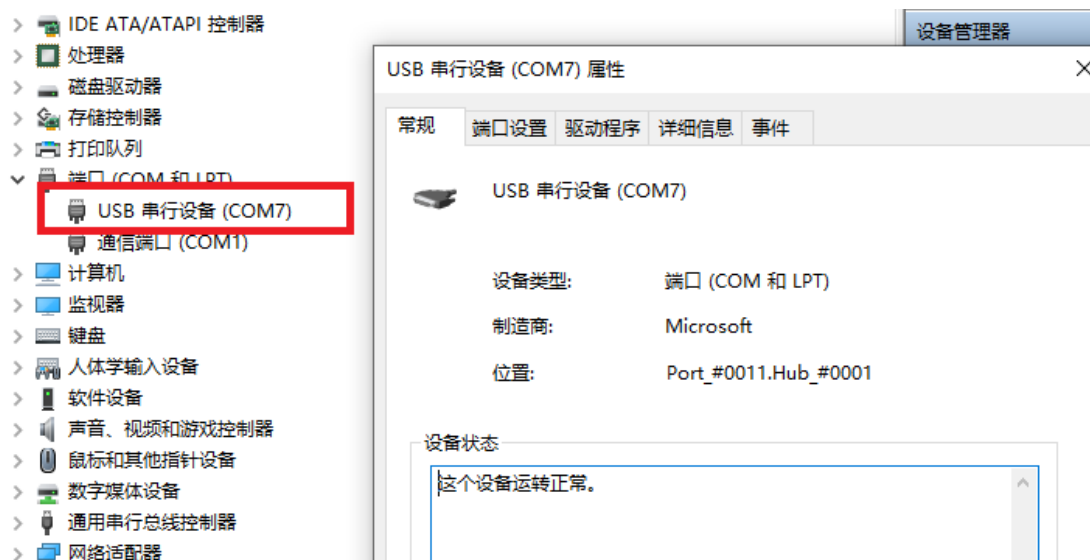 IDE ATA/ATAPI 控制器
处理器
磁盘驱动器
存储控制器
打印队列
端口 (COM 和 LPT)
USB 串行设备 (COM7)
通信端口 (COM1)
计算机
监视器
键盘
人体学输入设备
软件设备
声音、视频和游戏控制器
鼠标和其他指针设备
数字媒体设备
通用串行总线控制器
网络适配器
设备管理器
USB 串行设备 (COM7) 属性
常规 端口设置 驱动程序 详细信息 事件
USB 串行设备 (COM7)
设备类型: 端口 (COM 和 LPT)
制造商: Microsoft
位置: Port_#0011.Hub_#0001
设备状态
这个设备运转正常。